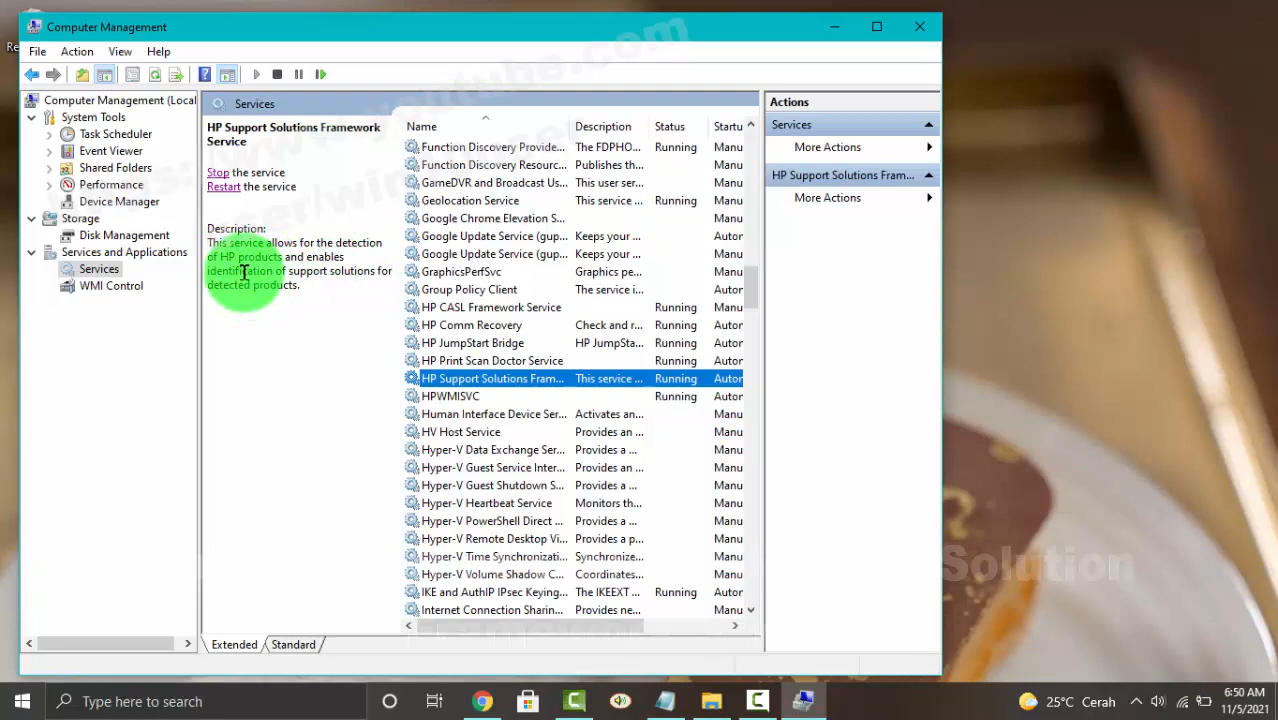 Re
Computer Management
File Action View Help
Computer Management (Local
System Tools
Task Scheduler
Event Viewer
Shared Folders
Performance
Device Manager
Storage
Disk Management
Services and Applications
Services
WMI Control
Services
HP Support Solutions Framework
Service
Stop the service
Restart the service
Description:
This service allows for the detection
of HP products and enables
identification of support solutions for
detected products.
Name Description Status Startu
Function Discovery Provide... The FDPHO... Running Manu
Function Discovery Resourc... Publishes th... Manu
GameDVR and Broadcast Us... This user ser... Manu
Geolocation Service This service ... Running Manu
Google Chrome Elevation S... Manu
Google Update Service (gup... Keeps your ... Autor
Google Update Service (gup... Keeps your ... Manu
GraphicsPerfSvc Graphics pe... Manu
Group Policy Client The service i... Autor
HP CASL Framework Service Running Manu
HP Comm Recovery Check and r... Running Autor
HP JumpStart Bridge HP JumpSta... Running Autor
HP Print Scan Doctor Service Running Autor
HP Support Solutions Fram... This service ... Running Autor
HPWMISVC Running Autor
Human Interface Device Ser... Activates an... Manu
HV Host Service Provides an ... Manu
Hyper-V Data Exchange Ser... Provides a ... Manu
Hyper-V Guest Service Inter... Provides an ... Manu
Hyper-V Guest Shutdown S... Provides a ... Manu
Hyper-V Heartbeat Service Monitors th... Manu
Hyper-V PowerShell Direct ... Provides a ... Manu
Hyper-V Remote Desktop Vi... Provides a p... Manu
Hyper-V Time Synchronizati... Synchronize... Manu
Hyper-V Volume Shadow C... Coordinates... Manu
IKE and AuthIP IPsec Keying... The IKEEXT ... Running Autor
Internet Connection Sharin... Provides ne... Manu
Extended Standard
Actions
Services
More Actions
HP Support Solutions Fram...
More Actions
Solution
Type here to search
25°C Cerah
6:50 AM
11/5/2021